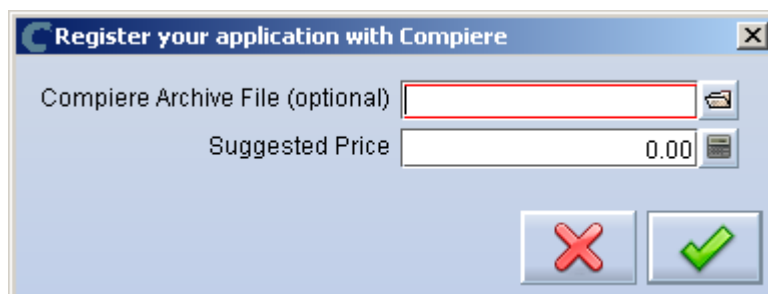 Register your application with Compiere
Compiere Archive File (optional)
Suggested Price 0.00